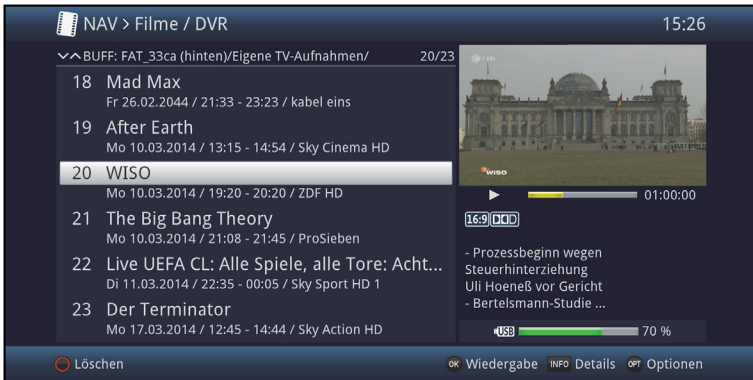 NAV > Filme / DVR 15:26
BUFF: FAT_33ca (hinten)/Eigene TV-Aufnahmen/ 20/23
18 Mad Max
Fr 26.02.2044 / 21:33 - 23:23 / kabel eins
19 After Earth
Mo 10.03.2014 / 13:15 - 14:54 / Sky Cinema HD
20 WISO
Mo 10.03.2014 / 19:20 - 20:20 / ZDF HD
21 The Big Bang Theory
Mo 10.03.2014 / 21:08 - 21:45 / ProSieben
22 Live UEFA CL: Alle Spiele, alle Tore: Acht...
Di 11.03.2014 / 22:35 - 00:05 / Sky Sport HD 1
23 Der Terminator
Mo 17.03.2014 / 12:45 - 14:44 / Sky Action HD
WISO
01:00:00
16:9
- Prozessbeginn wegen
Steuerhinterziehung
Uli Hoeneß vor Gericht
- Bertelsmann-Studie ...
USB 70 %
Löschen OK Wiedergabe INFO Details OPT Optionen